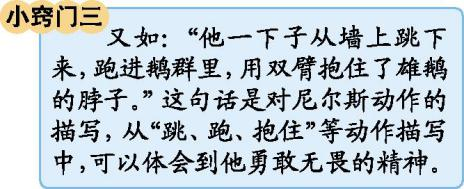 小窍门三
又如：“他一下子从墙上跳下
来，跑进鹅群里，用双臂抱住了雄鹅
的脖子。”这句话是对尼尔斯动作的
描写，从“跳、跑、抱住”等动作描写
中，可以体会到他勇敢无畏的精神。